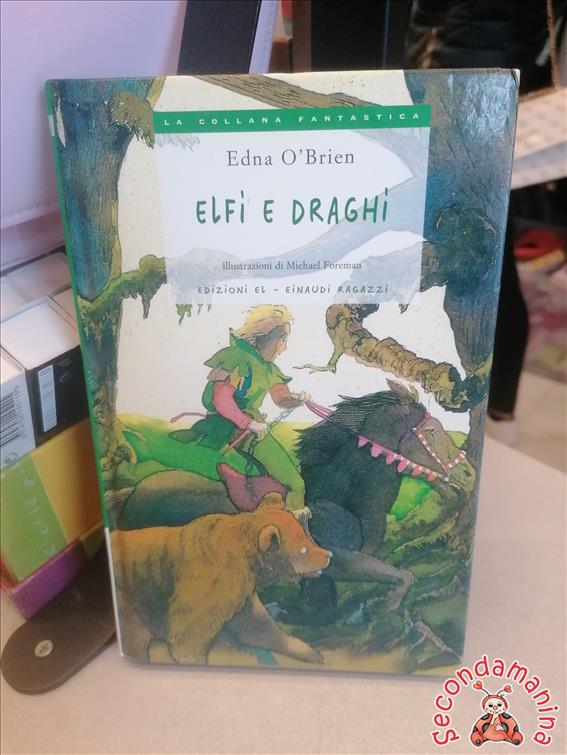 LA COLLANA FANTASTICA
Edna O'Brien
ELFI E DRAGHI
illustrazioni di Michael Foreman
EDIZIONI EL - EINAUDI RAGAZZI
Secondamanina